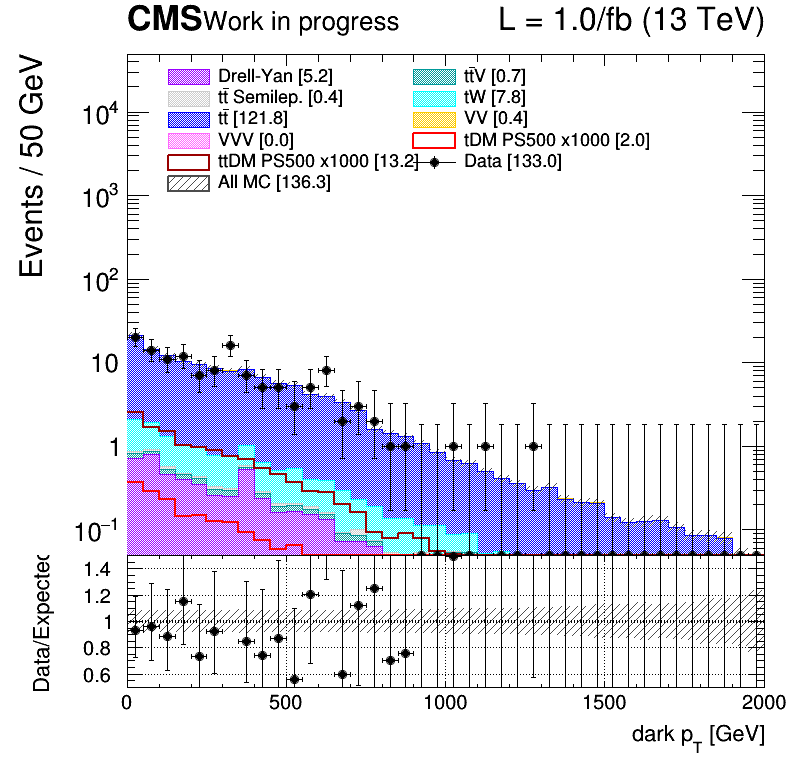 CMS Work in progress L = 1.0/fb (13 TeV)
Events / 50 GeV
Drell-Yan [5.2] tt̄V [0.7]
tt̄ Semilep. [0.4] tW [7.8]
tt̄ [121.8] VV [0.4]
VVV [0.0] tDM PS500 x1000 [2.0]
ttDM PS500 x1000 [13.2] Data [133.0]
All MC [136.3]
10⁴
10³
10²
10
1
10⁻¹
Data/Expected
1.4
1.2
1
0.8
0.6
0 500 1000 1500 2000
dark p_T [GeV]